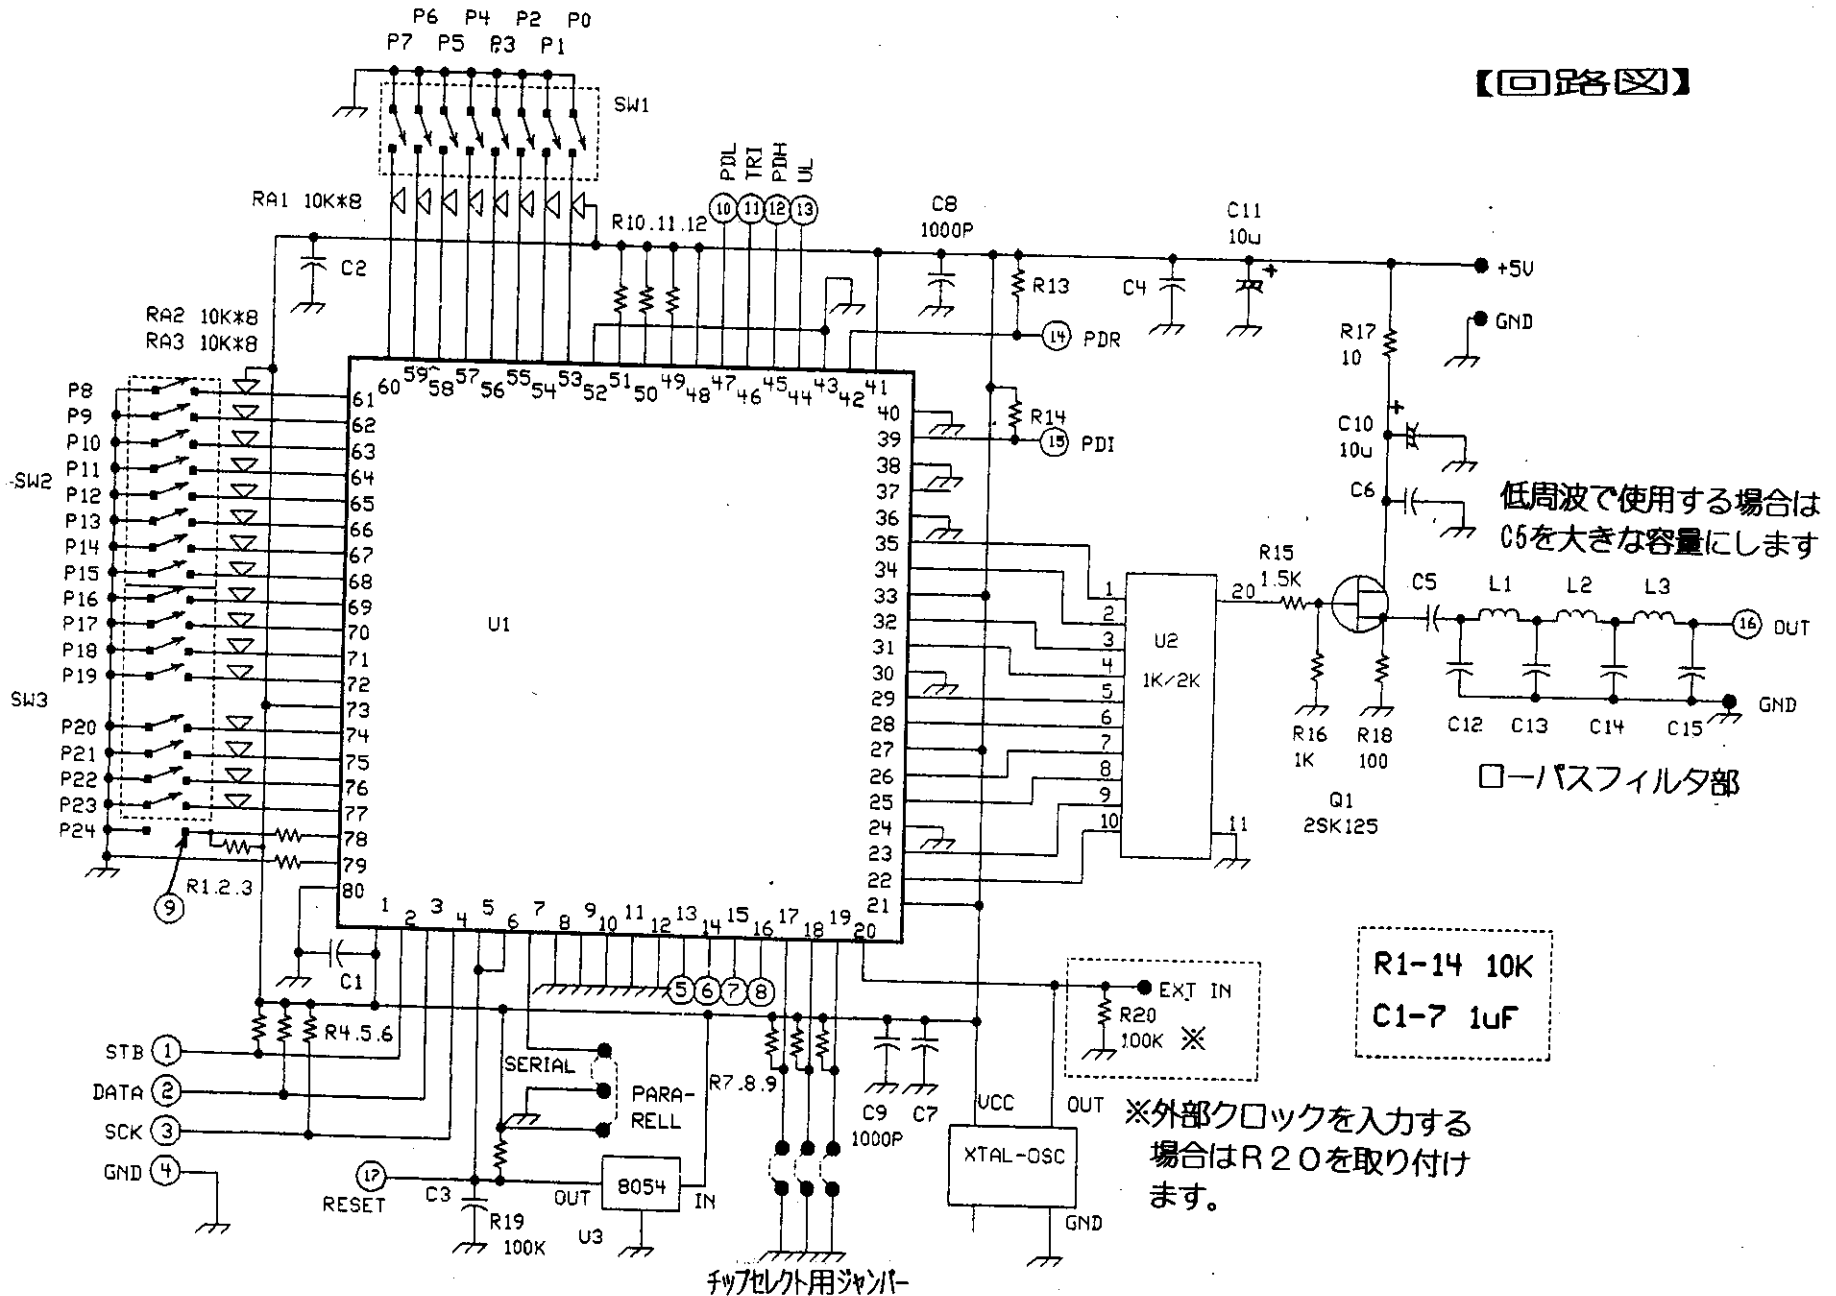 【回路図】
P6 P4 P2 P0
P7 P5 P3 P1
SW1
RA1 10K*8
R10.11.12
PDL
TRI
PDH
UL
10 11 12 13
C8
1000P
C11
10u
+
C2
R13
C4
+5V
GND
14 PDR
R17
10
RA2 10K*8
RA3 10K*8
60 59 58 57 56 55 54 53 52 51 50 49 48 47 46 45 44 43 42 41
P8
P9
P10
P11
SW2
P12
P13
P14
P15
P16
P17
P18
P19
SW3
P20
P21
P22
P23
P24
61
62
63
64
65
66
67
68
69
70
71
72
73
74
75
76
77
78
79
80
U1
40
39
38
37
36
35
34
33
32
31
30
29
28
27
26
25
24
23
22
21
R14
15 PDI
+
C10
10u
C6
低周波で使用する場合は
C5を大きな容量にします
1
2
3
4
5
6
7
8
9
10
U2
1K/2K
20
11
R15
1.5K
C5
L1 L2 L3
16 OUT
R16
1K
R18
100
C12 C13 C14 C15
GND
Q1
2SK125
ローパスフィルタ部
R1.2.3
9
1 2 3 4 5 6 7 8 9 10 11 12 13 14 15 16 17 18 19 20
C1
5 6 7 8
R4.5.6
STB 1
DATA 2
SCK 3
GND 4
SERIAL
PARA-
RELL
R7.8.9
C9
1000P
C7
EXT IN
R20
100K ※
R1-14 10K
C1-7 1uF
VCC
OUT
XTAL-OSC
GND
※外部クロックを入力する
場合はR20を取り付け
ます。
17
RESET
C3
R19
100K
OUT
8054
IN
U3
チップセレクト用ジャンパー